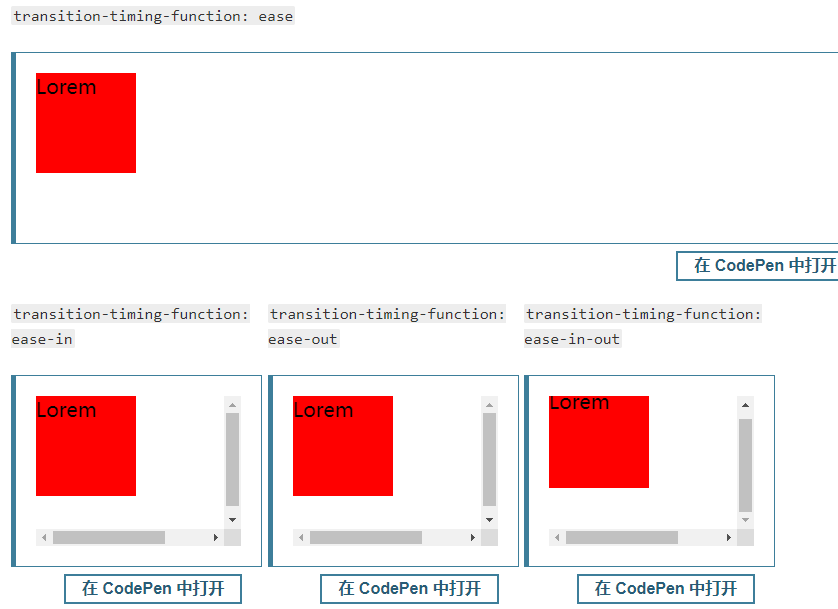 transition-timing-function: ease
Lorem
在 CodePen 中打开
transition-timing-function:
ease-in
transition-timing-function:
ease-out
transition-timing-function:
ease-in-out
Lorem
Lorem
Lorem
在 CodePen 中打开
在 CodePen 中打开
在 CodePen 中打开